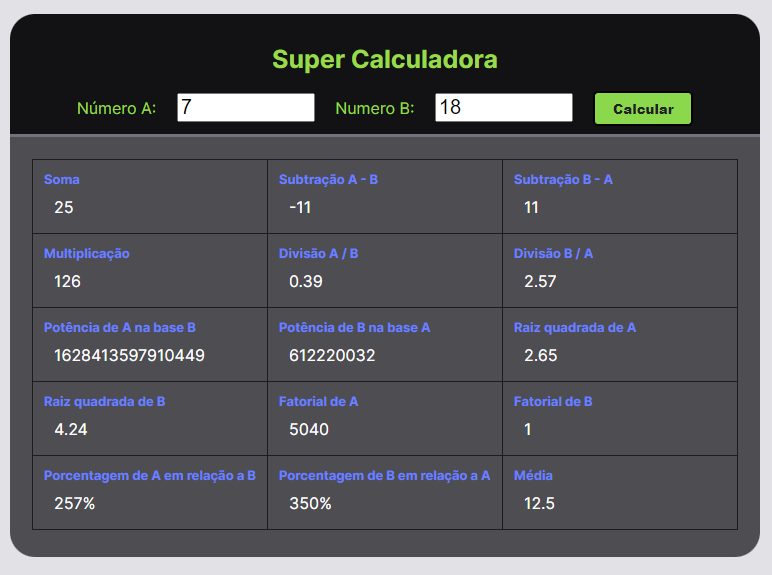 Super Calculadora
Número A: 7 Numero B: 18 Calcular
Soma Subtração A - B Subtração B - A
25 -11 11
Multiplicação Divisão A / B Divisão B / A
126 0.39 2.57
Potência de A na base B Potência de B na base A Raiz quadrada de A
1628413597910449 612220032 2.65
Raiz quadrada de B Fatorial de A Fatorial de B
4.24 5040 1
Porcentagem de A em relação a B Porcentagem de B em relação a A Média
257% 350% 12.5